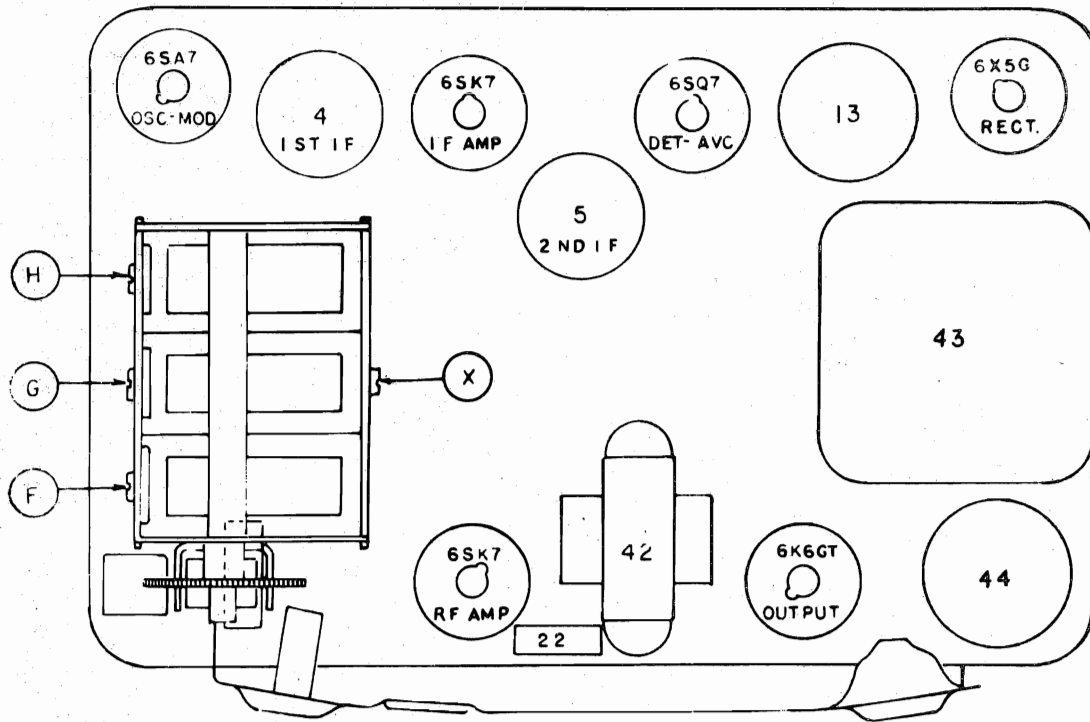 6SA7
OSC-MOD
4
1ST IF
6SK7
IF AMP
6SQ7
DET-AVC
13
6X5G
RECT.
5
2ND IF
H
G
F
X
43
42
6SK7
RF AMP
22
6K6GT
OUTPUT
44